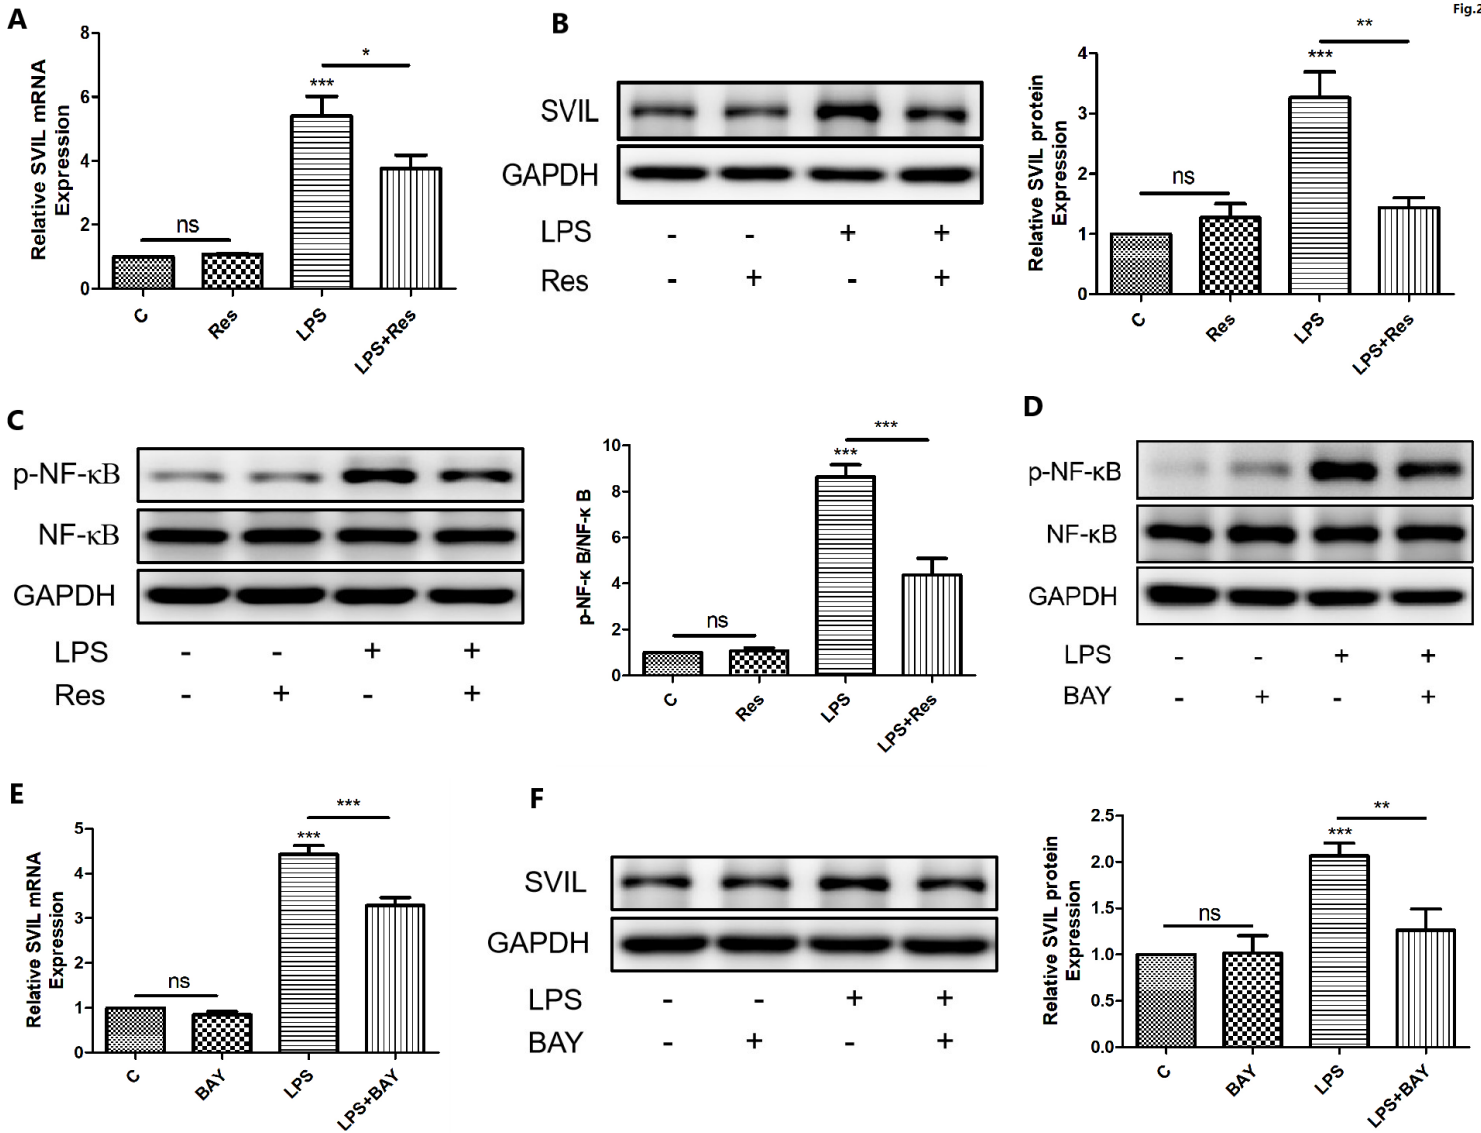 Fig.2
A
Relative SVIL mRNA
Expression
8
6
4
2
0
ns
***
*
C
Res
LPS
LPS+Res
B
SVIL
GAPDH
LPS - - + +
Res - + - +
Relative SVIL protein
Expression
4
3
2
1
0
ns
***
**
C
Res
LPS
LPS+Res
C
p-NF-κB
NF-κB
GAPDH
LPS - - + +
Res - + - +
p-NF-κ B/NF-κ B
10
8
6
4
2
0
ns
***
***
C
Res
LPS
LPS+Res
D
p-NF-κB
NF-κB
GAPDH
LPS - - + +
BAY - + - +
E
Relative SVIL mRNA
Expression
5
4
3
2
1
0
ns
***
***
C
BAY
LPS
LPS+BAY
F
SVIL
GAPDH
LPS - - + +
BAY - + - +
Relative SVIL protein
Expression
2.5
2.0
1.5
1.0
0.5
0.0
ns
***
**
C
BAY
LPS
LPS+BAY